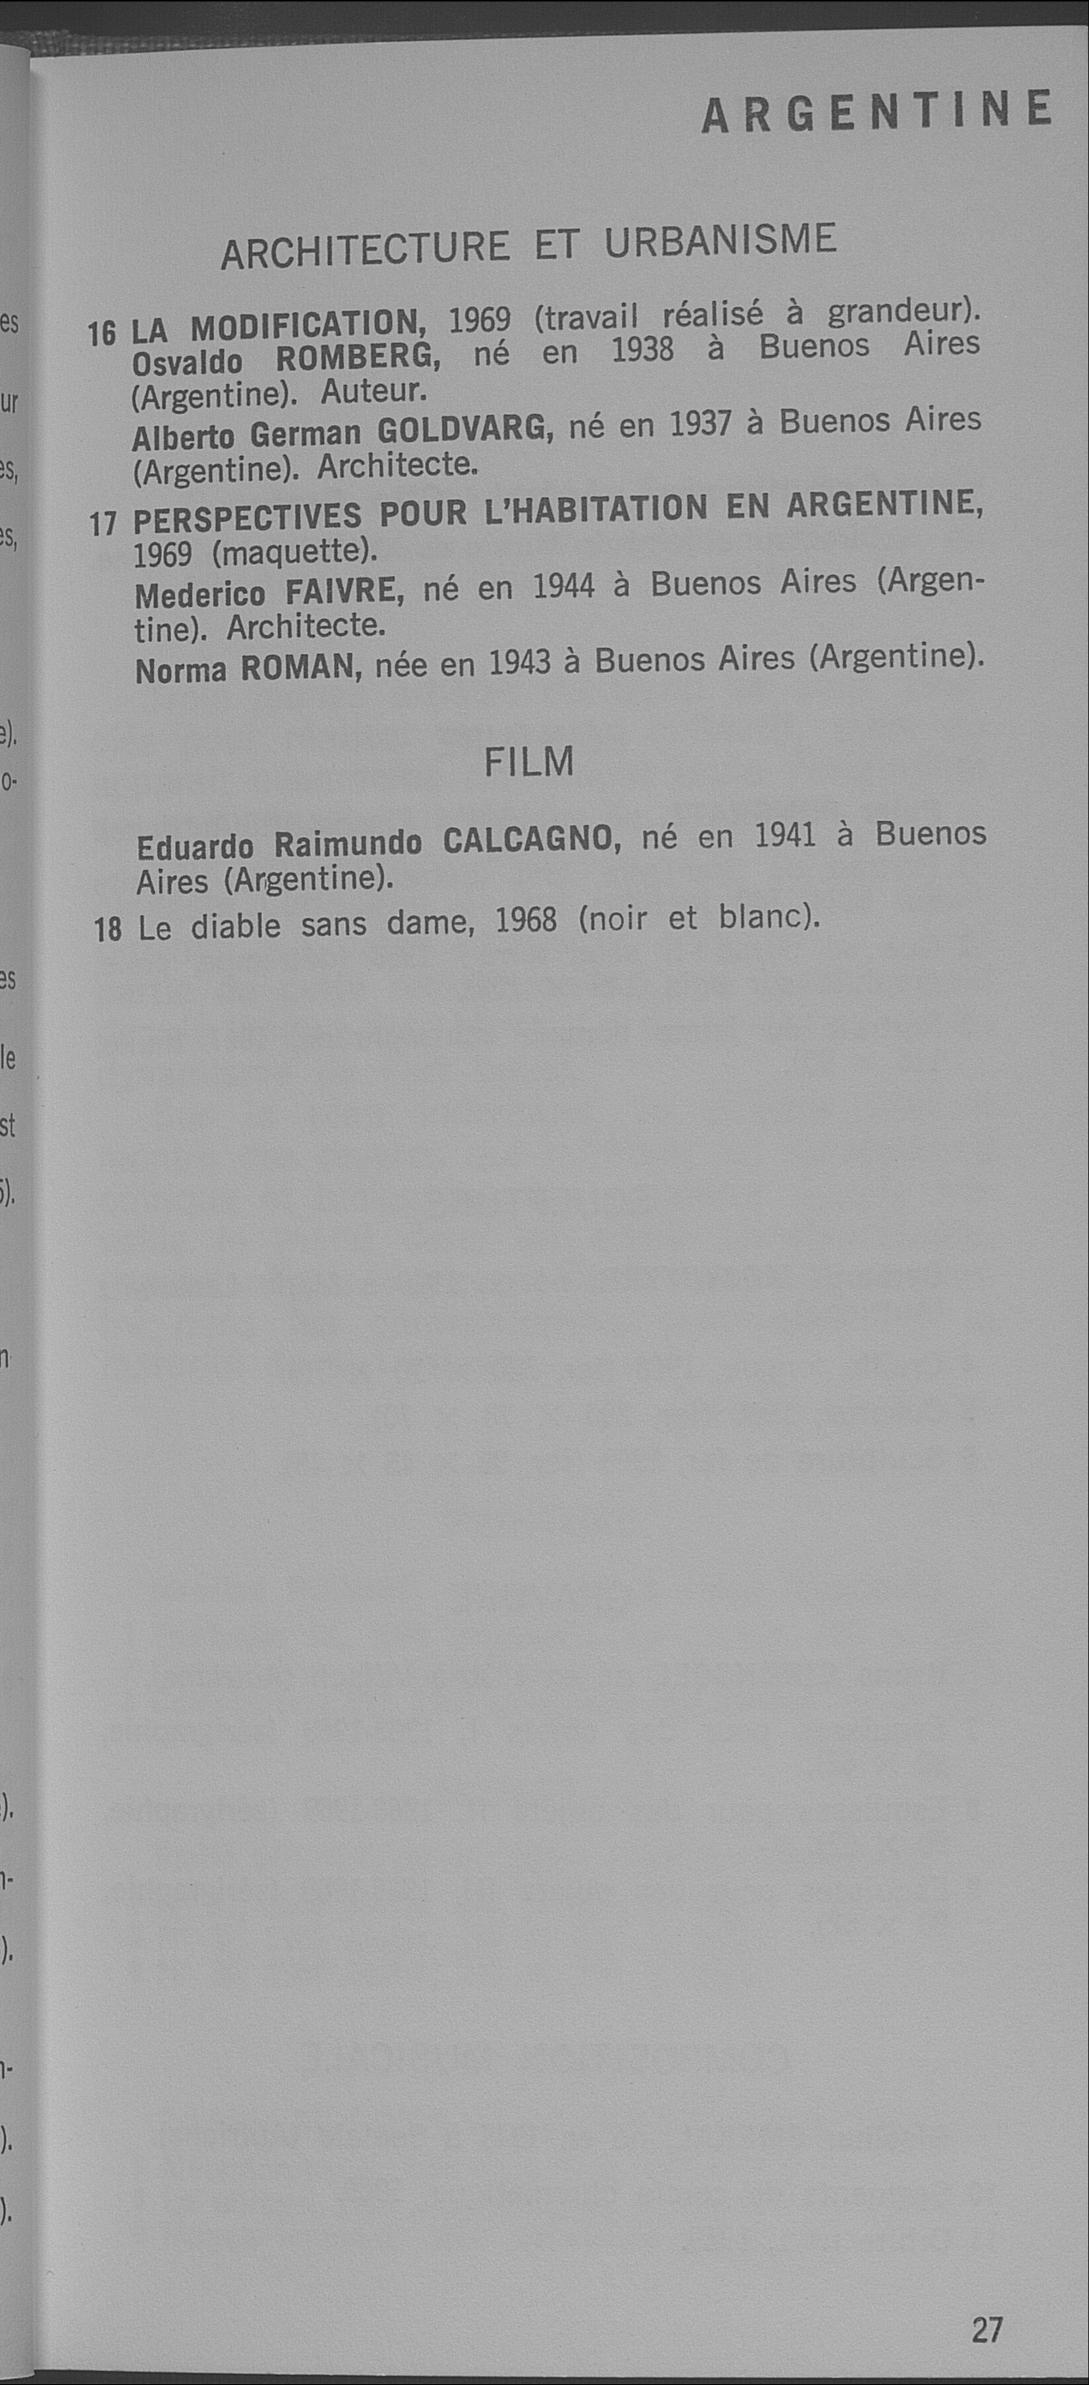 ARGENTINE
ARCHITECTURE ET URBANISME
16 LA MODIFICATION, 1969 (travail réalisé à grandeur).
Osvaldo ROMBERG, né en 1938 à Buenos Aires
(Argentine). Auteur.
Alberto German GOLDVARG, né en 1937 à Buenos Aires
(Argentine). Architecte.
17 PERSPECTIVES POUR L'HABITATION EN ARGENTINE,
1969 (maquette).
Mederico FAIVRE, né en 1944 à Buenos Aires (Argen-
tine). Architecte.
Norma ROMAN, née en 1943 à Buenos Aires (Argentine).
FILM
Eduardo Raimundo CALCAGNO, né en 1941 à Buenos
Aires (Argentine).
18 Le diable sans dame, 1968 (noir et blanc).
27